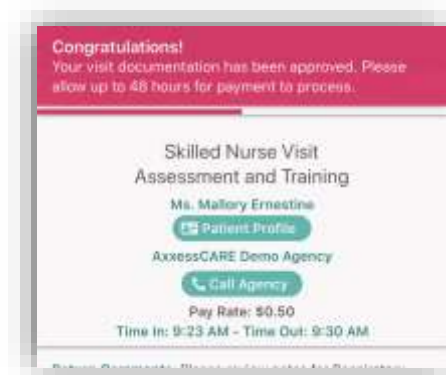 Congratulations!
Your visit documentation has been approved. Please
allow up to 48 hours for payment to process.
Skilled Nurse Visit
Assessment and Training
Ms. Mallory Ernestine
Patient Profile
AxxessCARE Demo Agency
Call Agency
Pay Rate: $0.50
Time In: 9:23 AM - Time Out: 9:30 AM